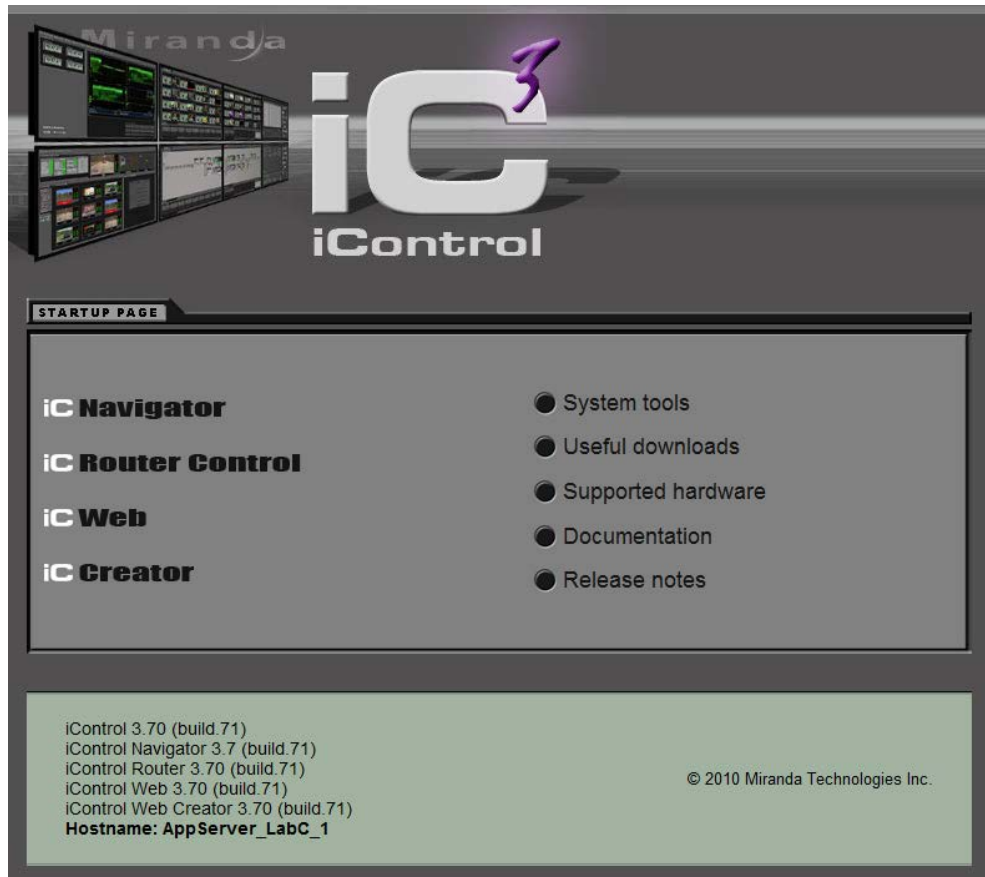 Miranda
iC3
iControl
STARTUP PAGE
iC Navigator
iC Router Control
iC Web
iC Creator
System tools
Useful downloads
Supported hardware
Documentation
Release notes
iControl 3.70 (build.71)
iControl Navigator 3.7 (build.71)
iControl Router 3.70 (build.71)
iControl Web 3.70 (build.71)
iControl Web Creator 3.70 (build.71)
Hostname: AppServer_LabC_1
© 2010 Miranda Technologies Inc.